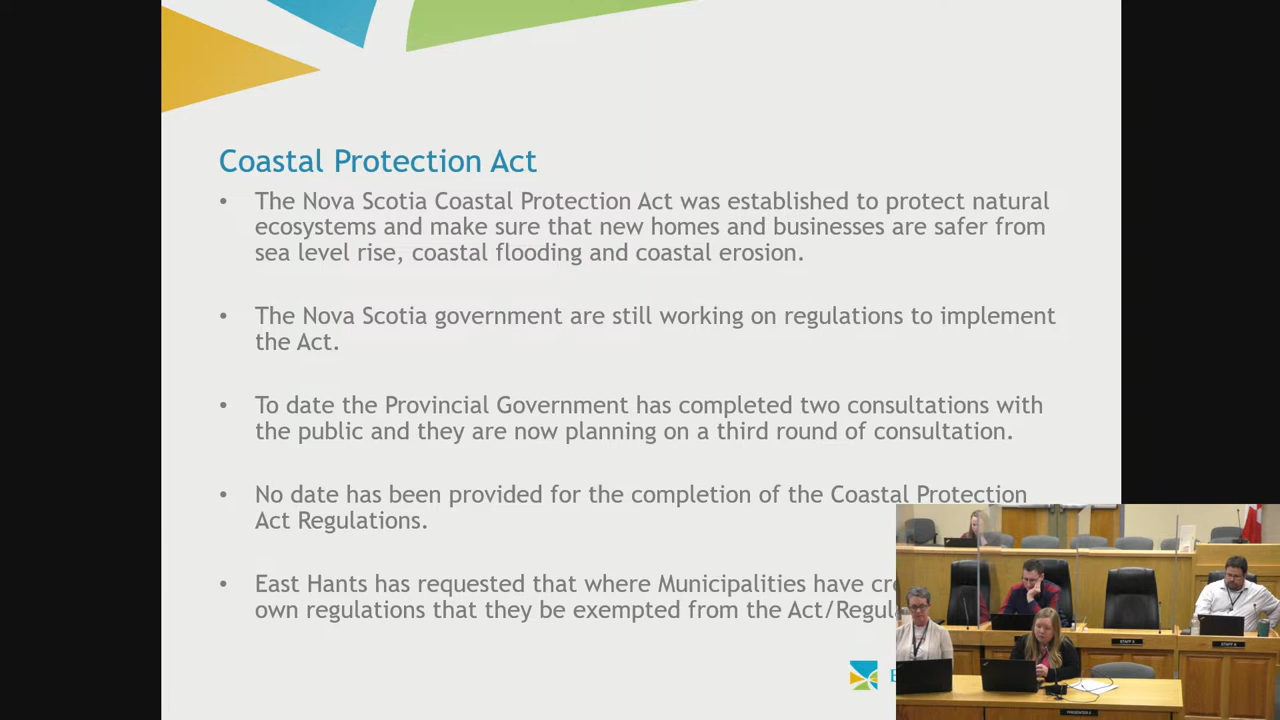 Coastal Protection Act
• The Nova Scotia Coastal Protection Act was established to protect natural
ecosystems and make sure that new homes and businesses are safer from
sea level rise, coastal flooding and coastal erosion.
• The Nova Scotia government are still working on regulations to implement
the Act.
• To date the Provincial Government has completed two consultations with
the public and they are now planning on a third round of consultation.
• No date has been provided for the completion of the Coastal Protection
Act Regulations.
• East Hants has requested that where Municipalities have
own regulations that they be exempted from the